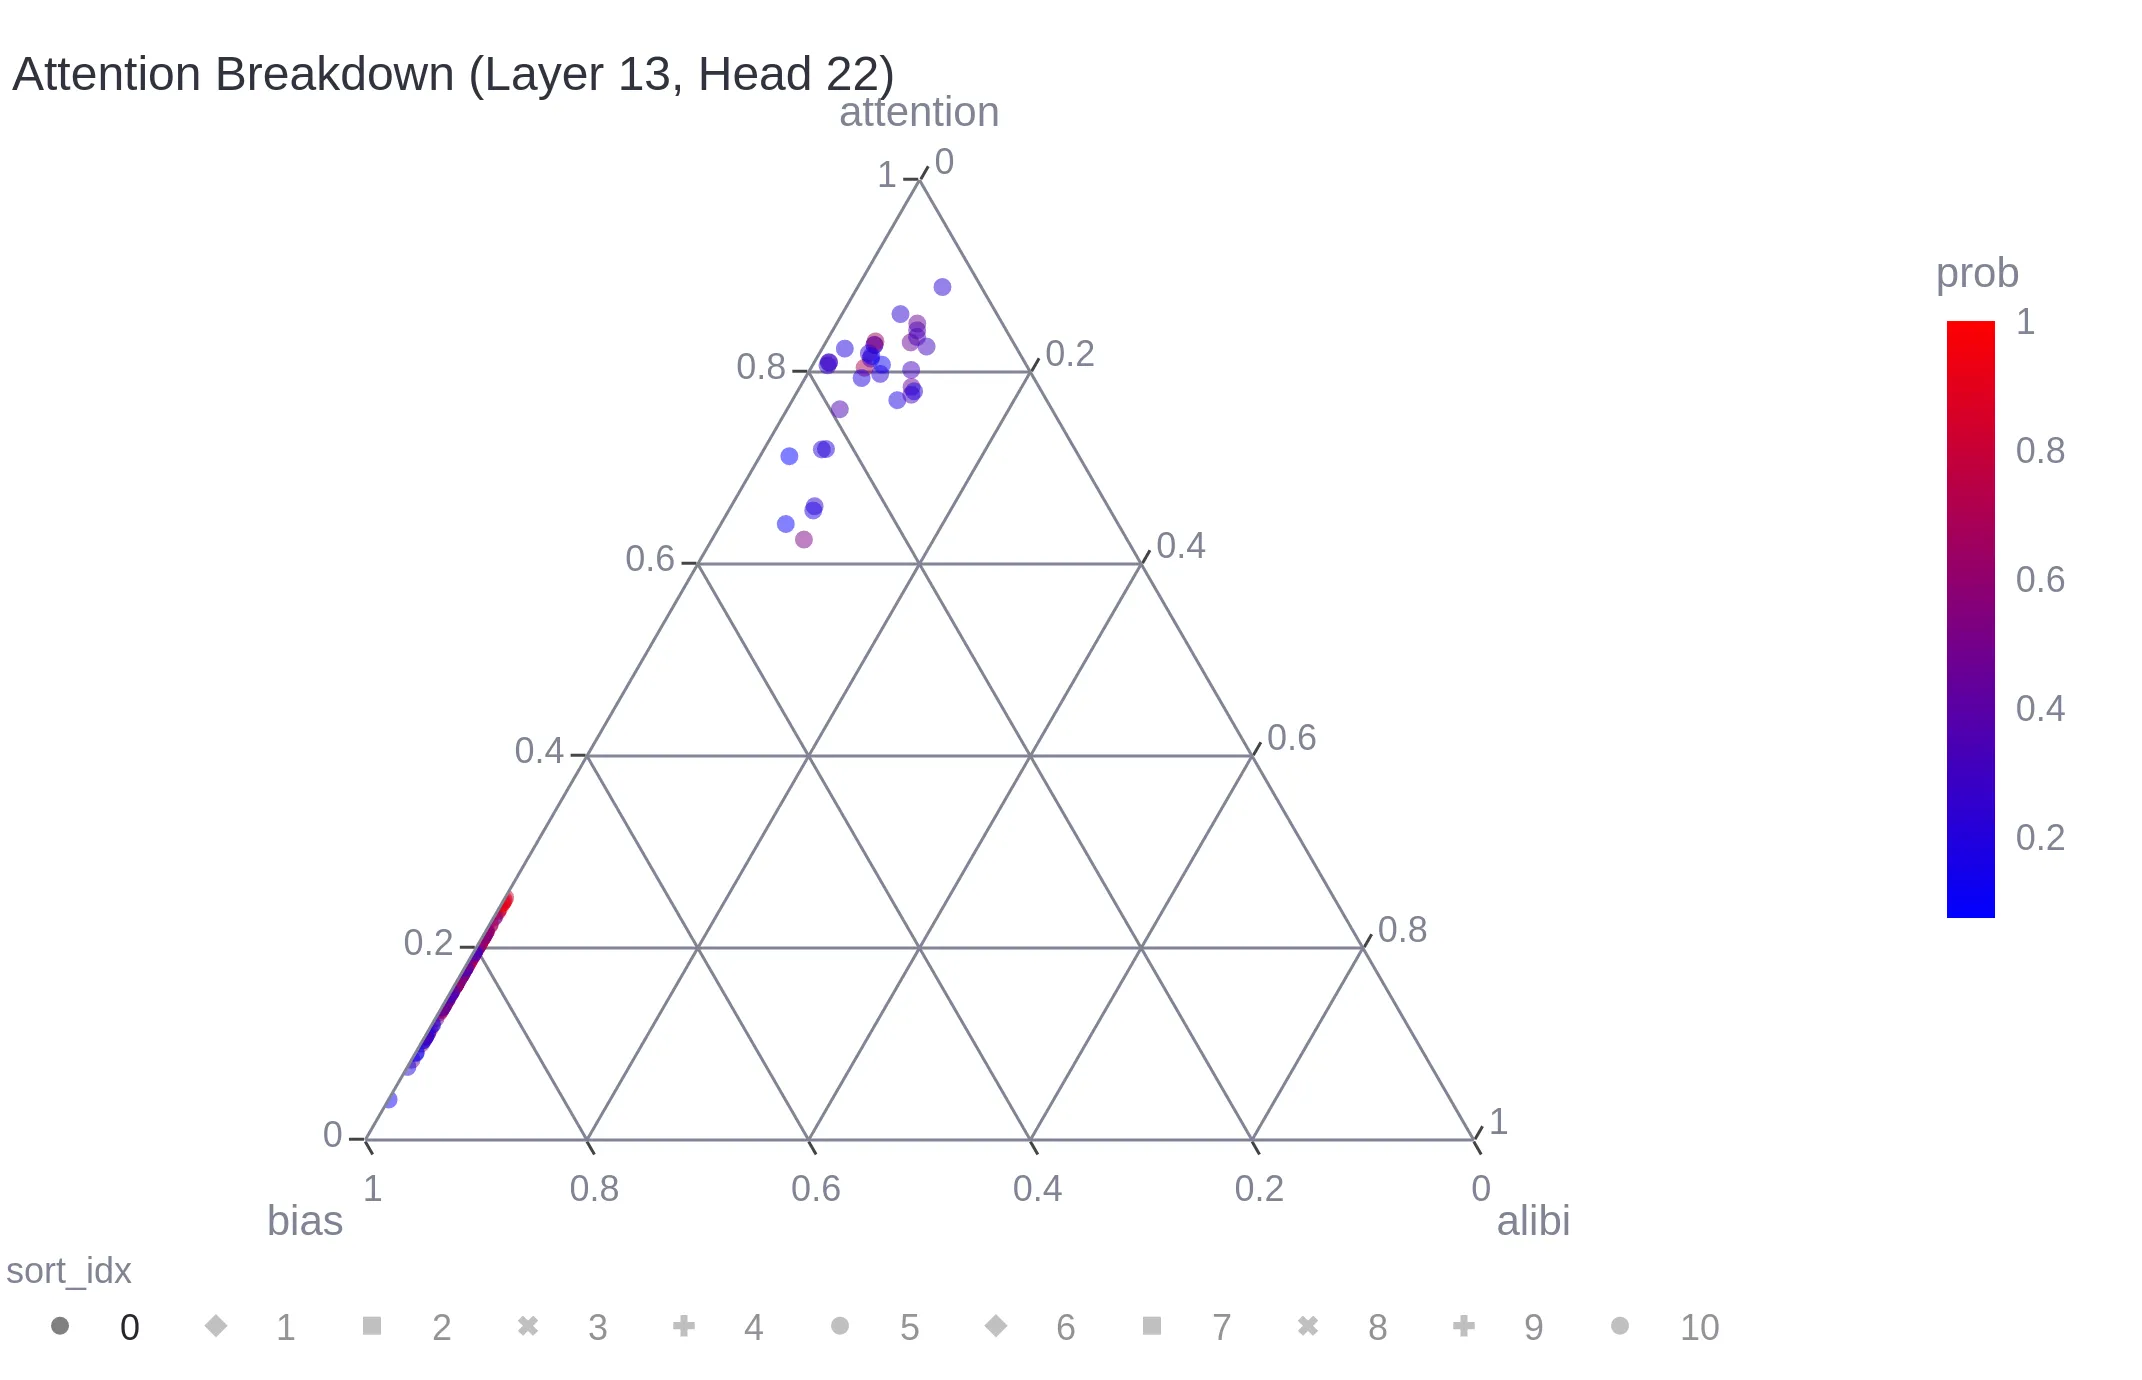 Attention Breakdown (Layer 13, Head 22)
attention
1 0
prob
1
0.8 0.2
0.8
0.6 0.4
0.6
0.4 0.6
0.4
0.2
0.2 0.8
0 1
1 0.8 0.6 0.4 0.2 0
bias alibi
sort_idx
0 1 2 3 4 5 6 7 8 9 10